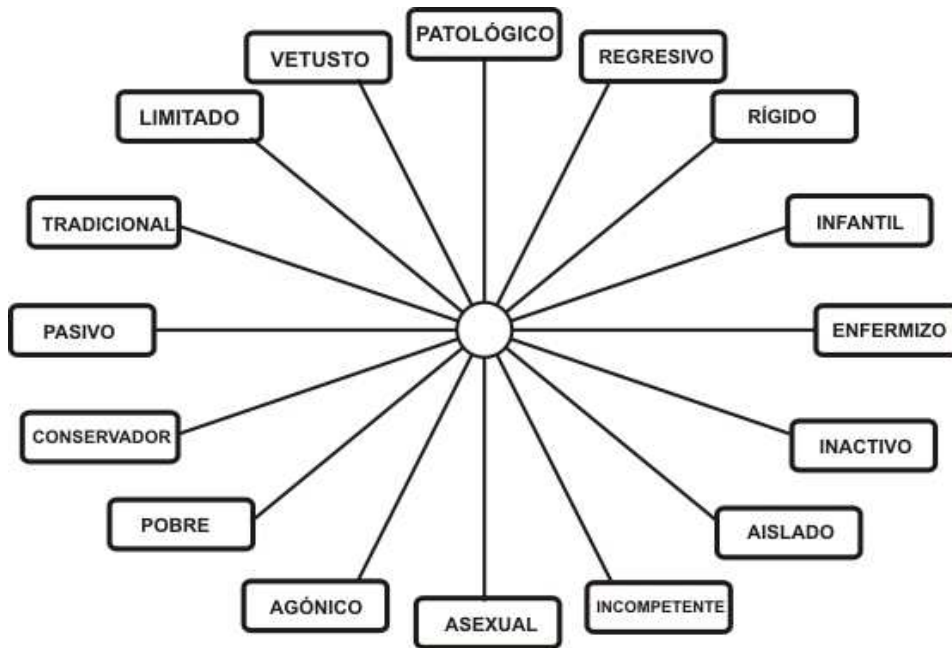 PATOLÓGICO
VETUSTO
REGRESIVO
LIMITADO
RÍGIDO
TRADICIONAL
INFANTIL
PASIVO
ENFERMIZO
CONSERVADOR
INACTIVO
POBRE
AISLADO
AGÓNICO
ASEXUAL
INCOMPETENTE